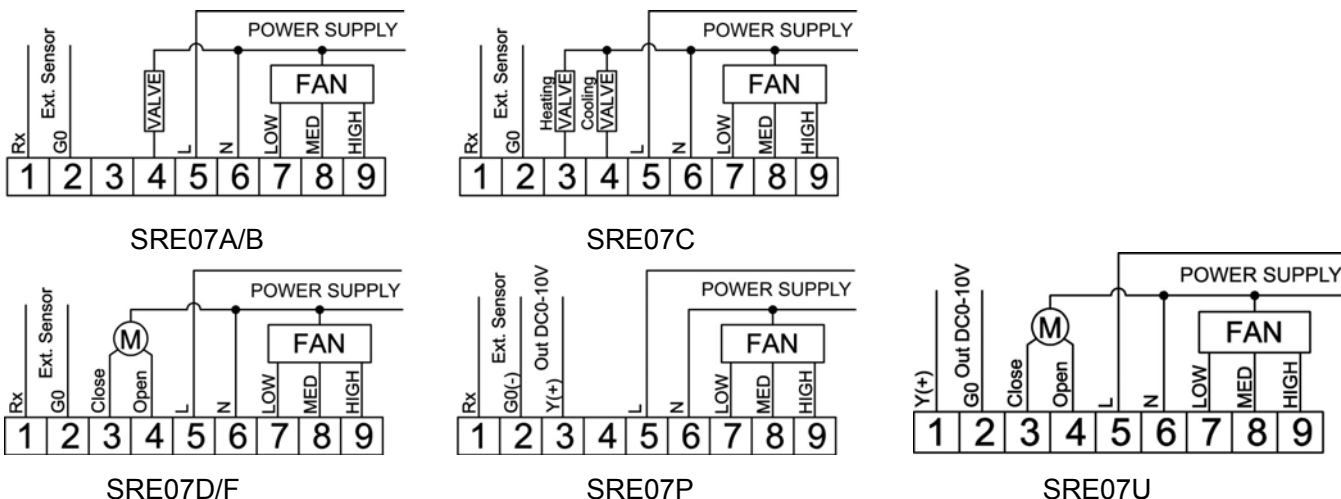 POWER SUPPLY
Ext. Sensor
VALVE
FAN
Rx
G0
L
N
LOW
MED
HIGH
1 2 3 4 5 6 7 8 9
SRE07A/B
POWER SUPPLY
Ext. Sensor
Heating
VALVE
Cooling
VALVE
FAN
Rx
G0
L
N
LOW
MED
HIGH
1 2 3 4 5 6 7 8 9
SRE07C
POWER SUPPLY
Ext. Sensor
M
FAN
Rx
G0
Close
Open
L
N
LOW
MED
HIGH
1 2 3 4 5 6 7 8 9
SRE07D/F
POWER SUPPLY
Ext. Sensor
Out DC0-10V
FAN
Rx
G0(-)
Y(+)
L
N
LOW
MED
HIGH
1 2 3 4 5 6 7 8 9
SRE07P
POWER SUPPLY
Out DC0-10V
M
FAN
Y(+)
G0
Close
Open
L
N
LOW
MED
HIGH
1 2 3 4 5 6 7 8 9
SRE07U